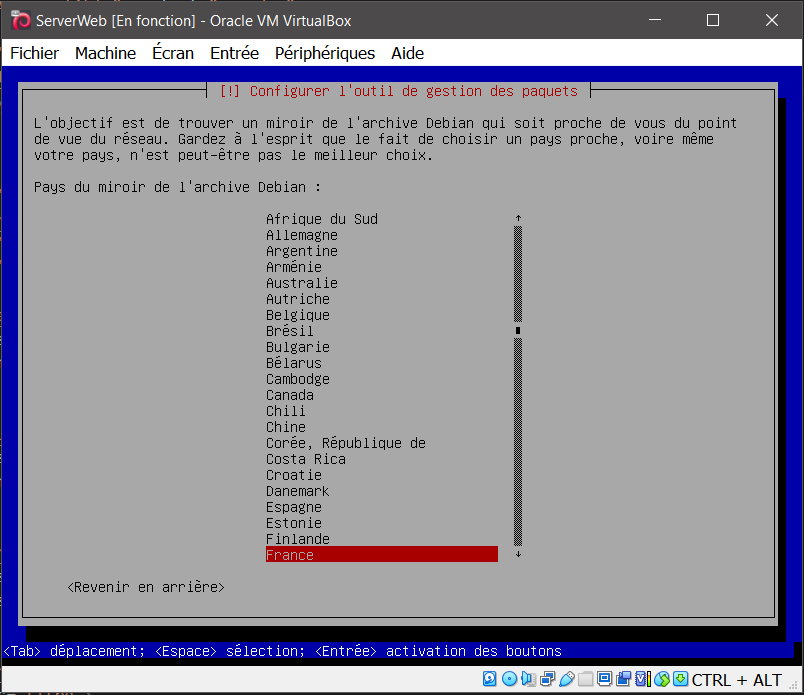 ServerWeb [En fonction] - Oracle VM VirtualBox
Fichier Machine Écran Entrée Périphériques Aide
[!] Configurer l'outil de gestion des paquets
L'objectif est de trouver un miroir de l'archive Debian qui soit proche de vous du point
de vue du réseau. Gardez à l'esprit que le fait de choisir un pays proche, voire même
votre pays, n'est peut-être pas le meilleur choix.
Pays du miroir de l'archive Debian :
Afrique du Sud
Allemagne
Argentine
Arménie
Australie
Autriche
Belgique
Brésil
Bulgarie
Bélarus
Cambodge
Canada
Chili
Chine
Corée, République de
Costa Rica
Croatie
Danemark
Espagne
Estonie
Finlande
France
<Revenir en arrière>
<Tab> déplacement; <Espace> sélection; <Entrée> activation des boutons
CTRL + ALT